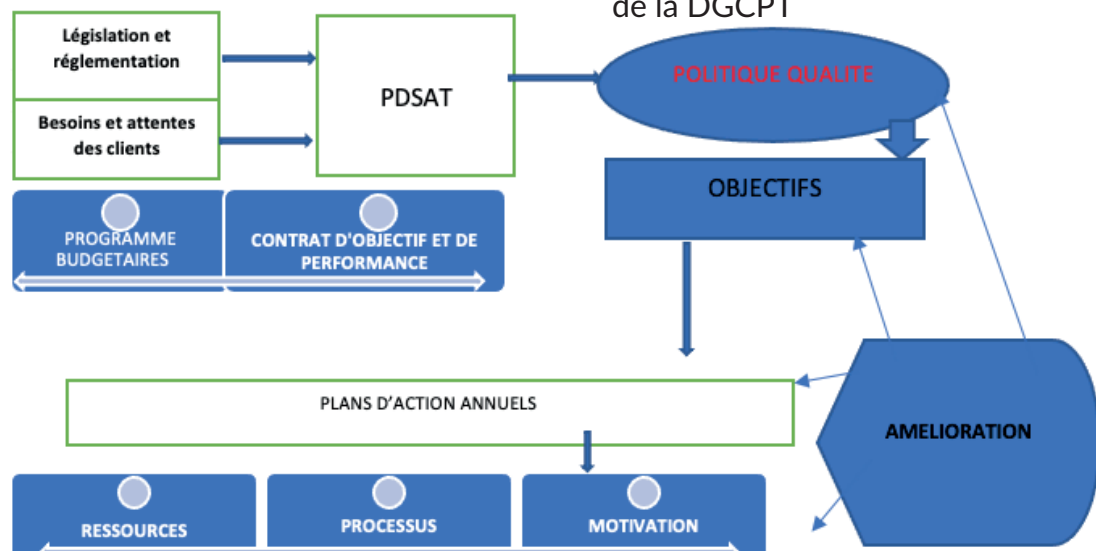 de la DGCPT
Législation et
réglementation
Besoins et attentes
des clients
PDSAT
POLITIQUE QUALITE
OBJECTIFS
PROGRAMME
BUDGETAIRES
CONTRAT D'OBJECTIF ET DE
PERFORMANCE
PLANS D’ACTION ANNUELS
AMELIORATION
RESSOURCES
PROCESSUS
MOTIVATION